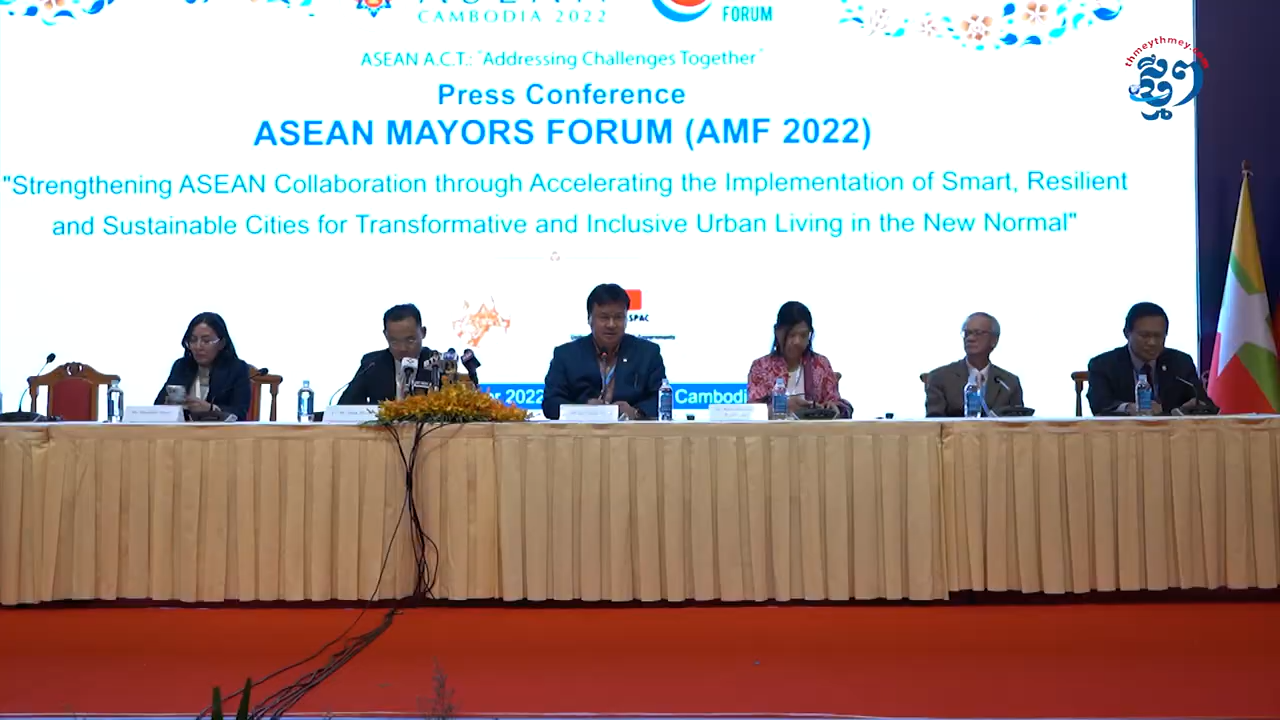 CAMBODIA 2022
FORUM
thmeythmey.com
ASEAN A.C.T.: "Addressing Challenges Together"
Press Conference
ASEAN MAYORS FORUM (AMF 2022)
"Strengthening ASEAN Collaboration through Accelerating the Implementation of Smart, Resilient
and Sustainable Cities for Transformative and Inclusive Urban Living in the New Normal"
2022
Cambodi